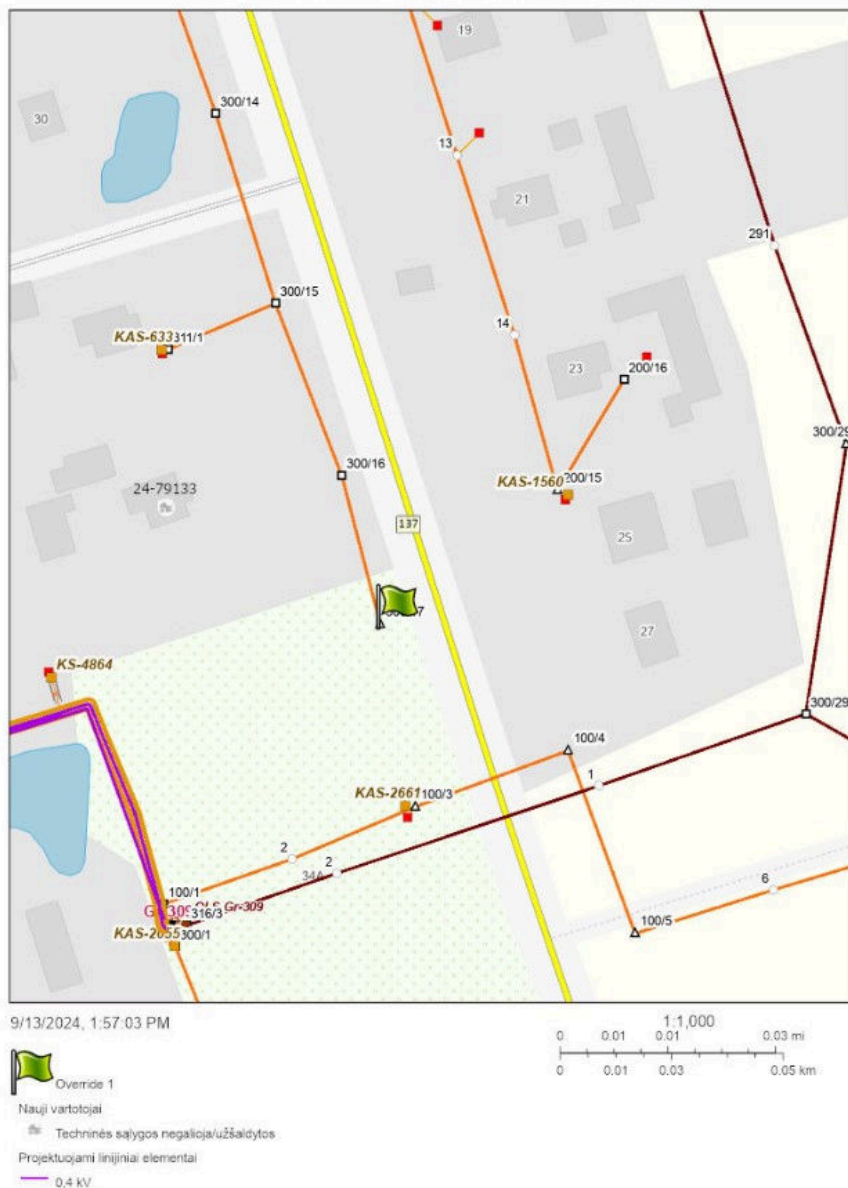 19
300/14
30
13
21
291
300/15
14
KAS-633
311/1
23
200/16
300/29
300/16
KAS-1560
200/15
24-79133
137
25
27
KS-4864
300/29
100/4
1
KAS-2661
100/3
2
2
34A
6
100/1
316/3
Gr-309
KAS-2655
300/1
100/5
9/13/2024, 1:57:03 PM
1:1,000
0 0.01 0.01 0.03 mi
0 0.01 0.03 0.05 km
Override 1
Nauji vartotojai
Techninės sąlygos negalioja/užšaldytos
Projektuojami linijiniai elementai
0,4 kV